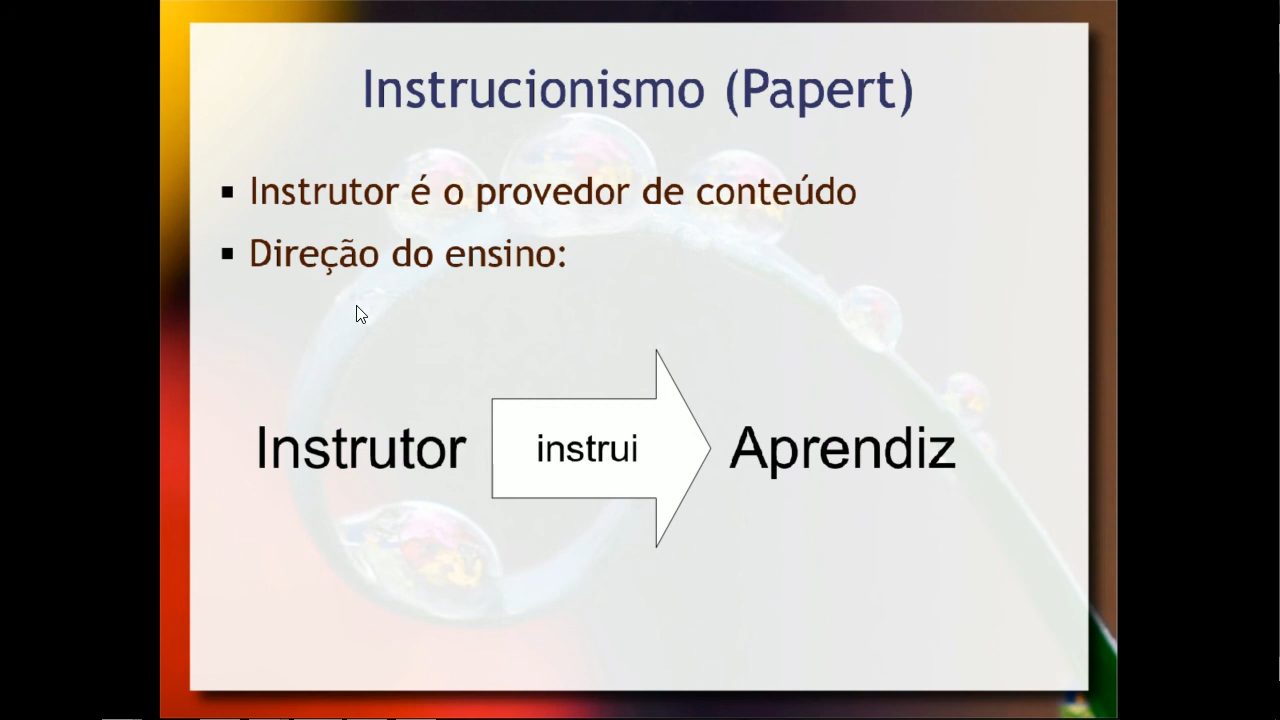 Instrucionismo (Papert)
Instrutor é o provedor de conteúdo
Direção do ensino:
Instrutor instrui Aprendiz